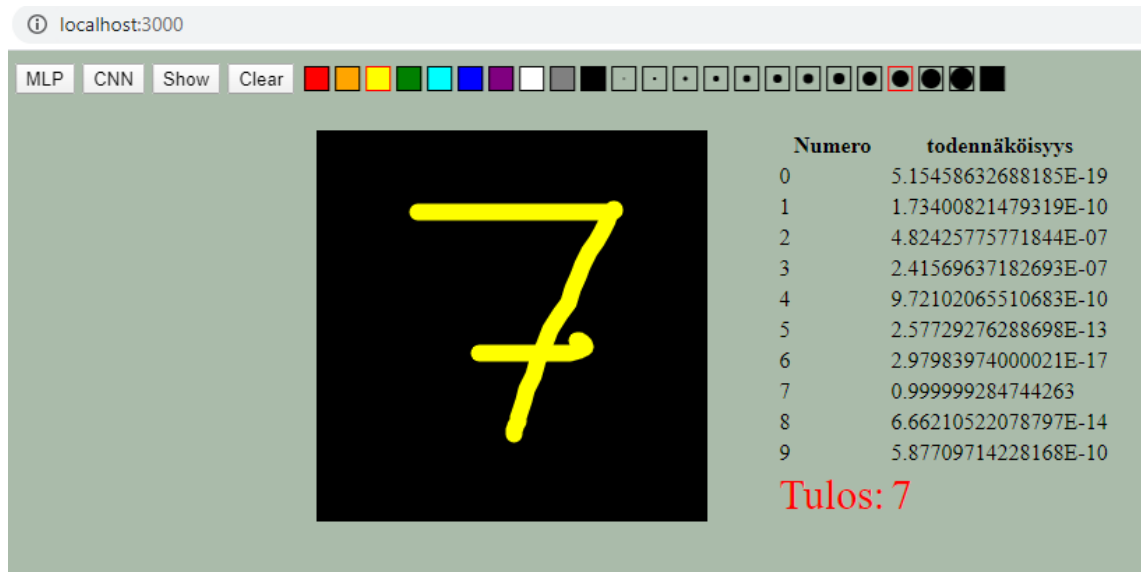 localhost:3000
MLP CNN Show Clear
7
Numero todennäköisyys
0 5.15458632688185E-19
1 1.73400821479319E-10
2 4.82425775771844E-07
3 2.41569637182693E-07
4 9.72102065510683E-10
5 2.57729276288698E-13
6 2.97983974000021E-17
7 0.999999284744263
8 6.66210522078797E-14
9 5.87709714228168E-10
Tulos: 7